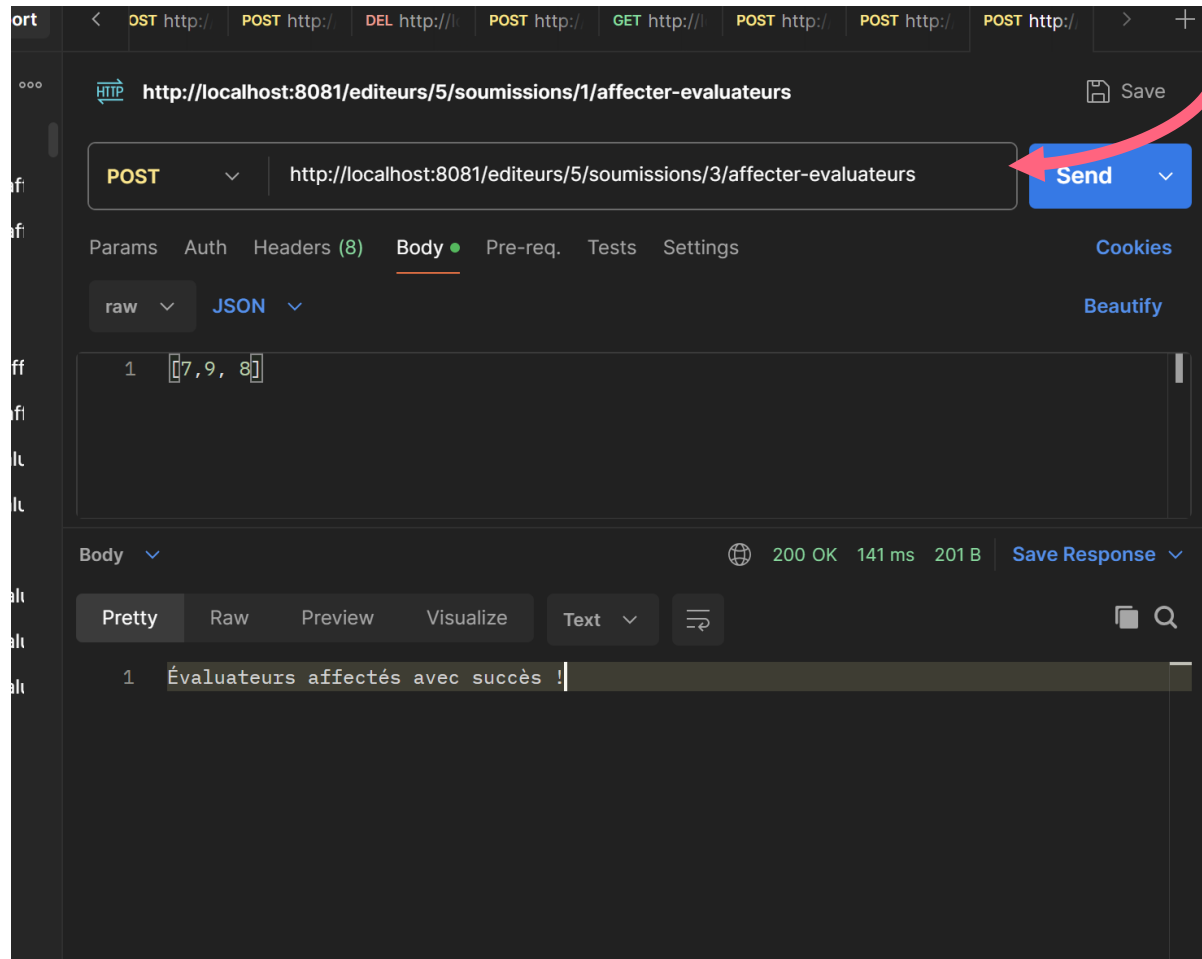 ort
OST http:/
POST http:/
DEL http://l
POST http:/
GET http://l
POST http:/
POST http:/
POST http:/
HTTP
http://localhost:8081/editeurs/5/soumissions/1/affecter-evaluateurs
Save
POST
http://localhost:8081/editeurs/5/soumissions/3/affecter-evaluateurs
Send
Params Auth Headers (8) Body Pre-req. Tests Settings Cookies
raw JSON Beautify
1 [7,9, 8]
Body 200 OK 141 ms 201 B Save Response
Pretty Raw Preview Visualize Text
1 Évaluateurs affectés avec succès !